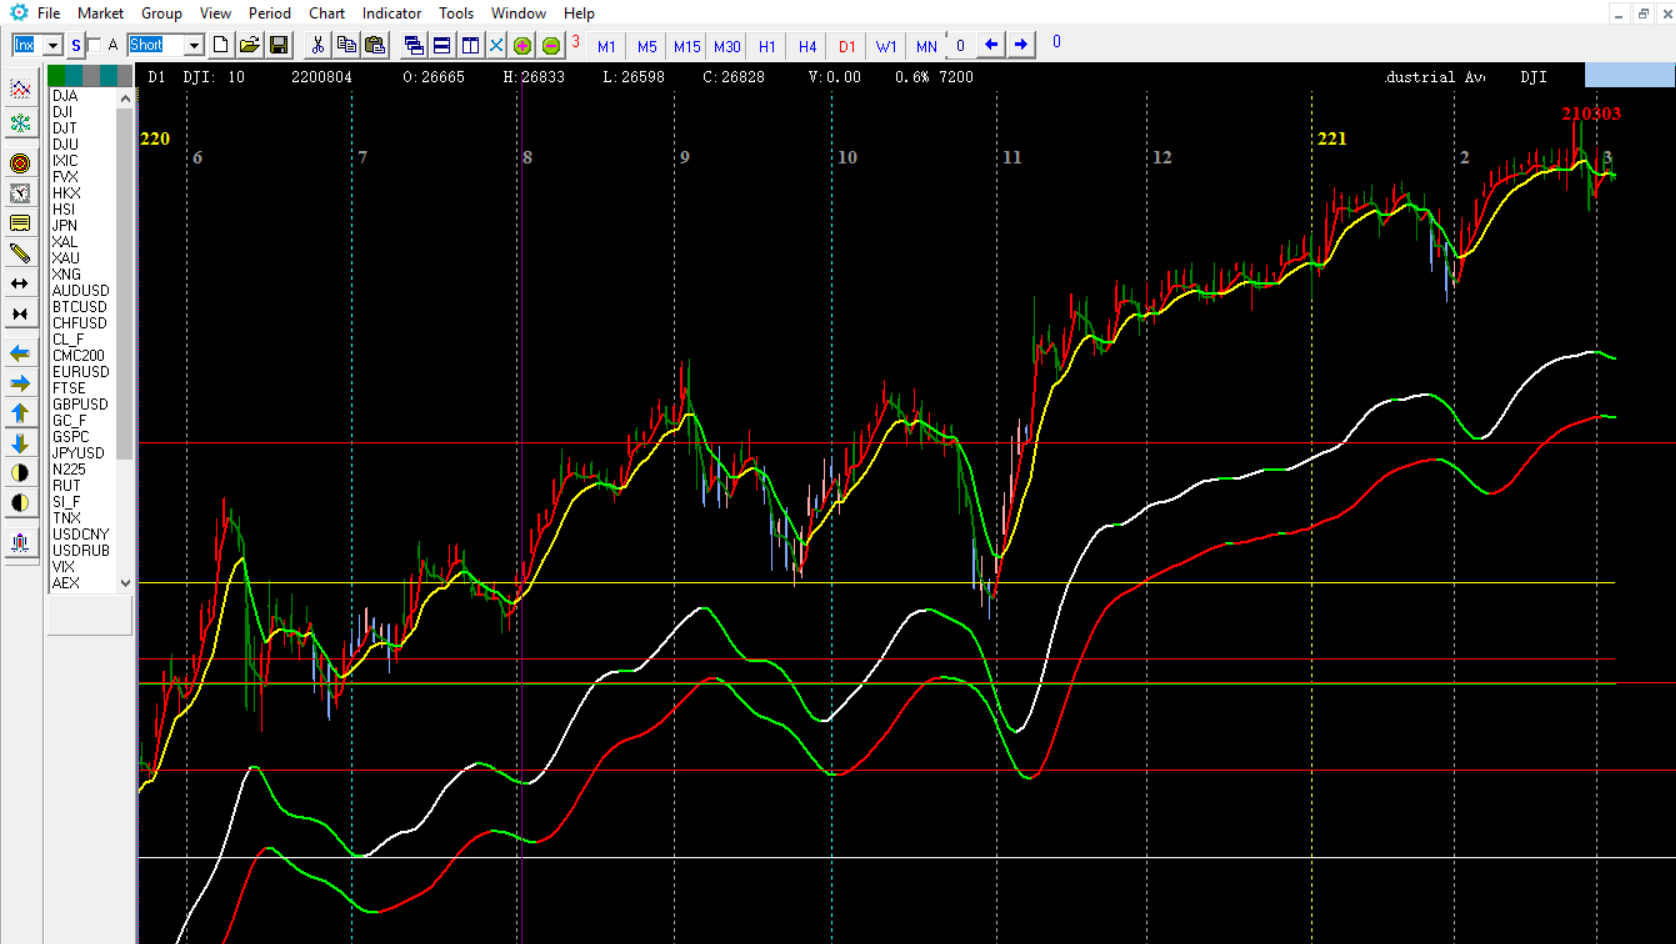 File Market Group View Period Chart Indicator Tools Window Help
Inx S A Short 3 M1 M5 M15 M30 H1 H4 D1 W1 MN 0 0
D1 DJI: 10 2200804 O:26665 H:26833 L:26598 C:26828 V:0.00 0.6% 7200 dustrial Av DJI
210303
220 221
6 7 8 9 10 11 12 2 3
DJA
DJI
DJT
DJU
IXIC
FVX
HKX
HSI
JPN
XAL
XAU
XNG
AUDUSD
BTCUSD
CHFUSD
CL_F
CMC200
EURUSD
FTSE
GBPUSD
GC_F
GSPC
JPYUSD
N225
RUT
SI_F
TNX
USDCNY
USDRUB
VIX
AEX